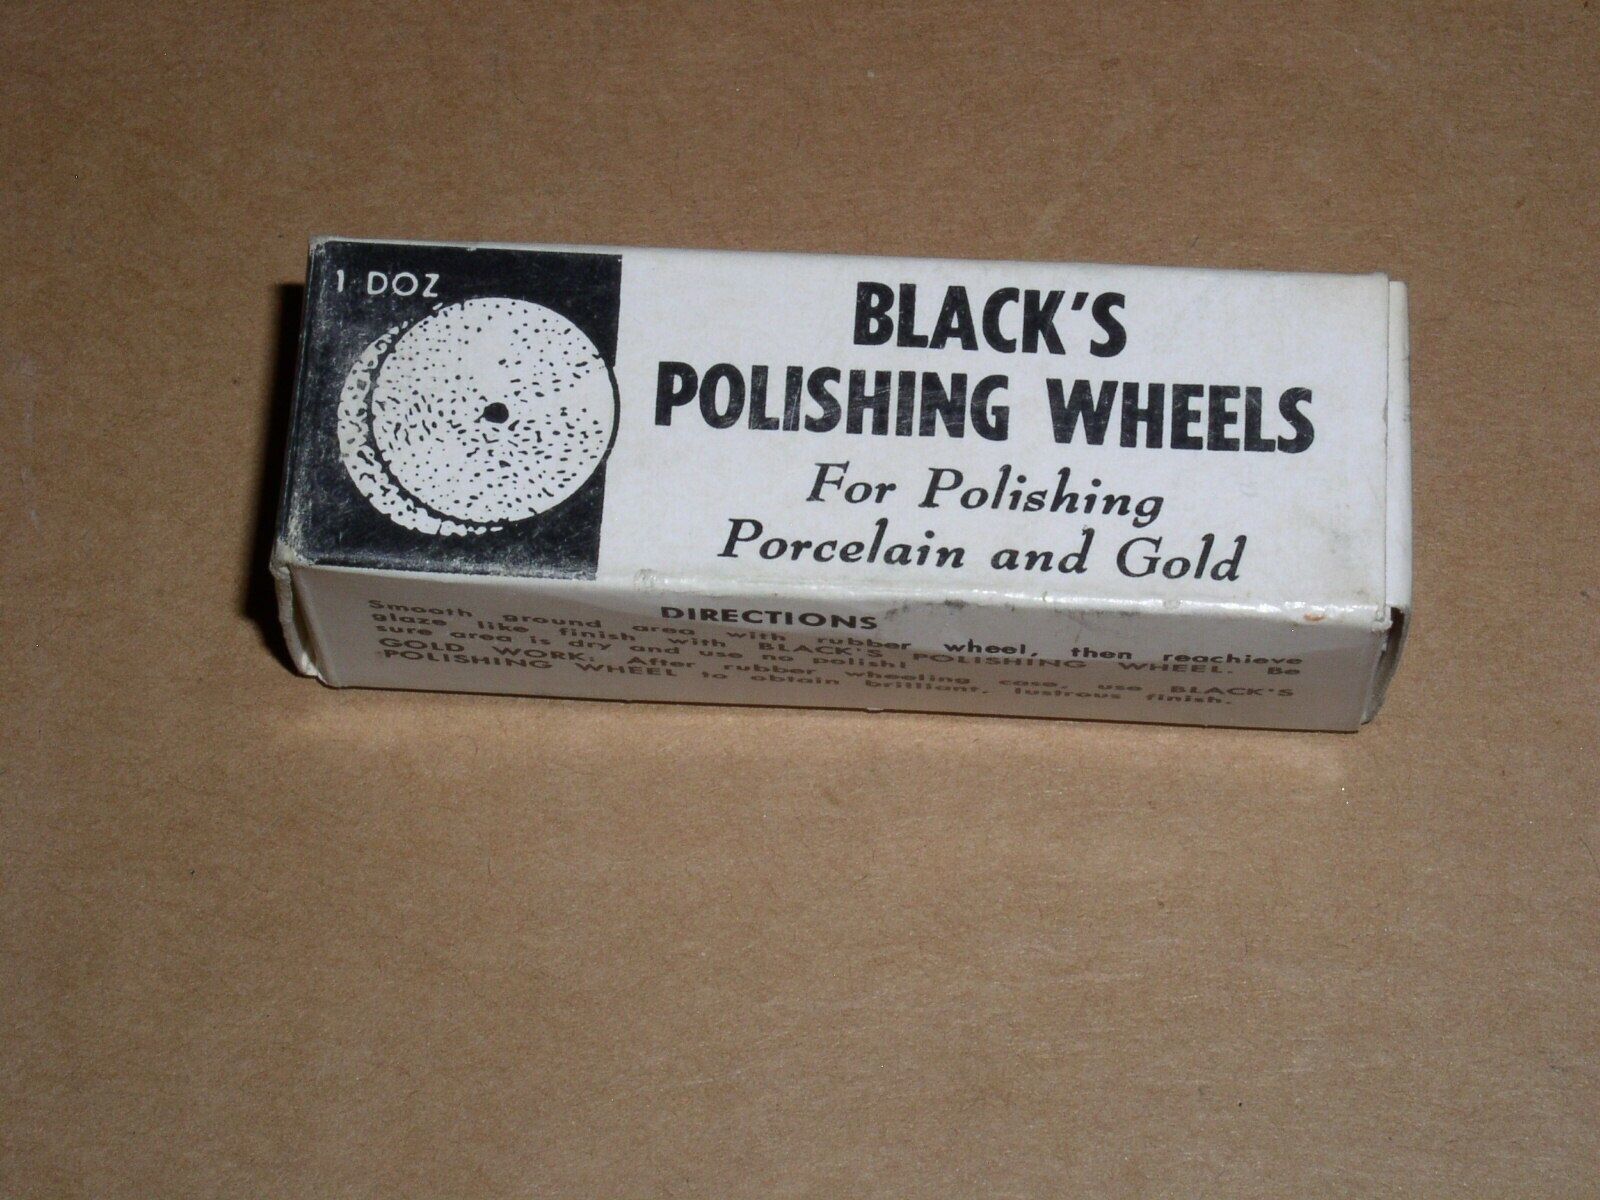 1 DOZ
BLACK'S
POLISHING WHEELS
For Polishing
Porcelain and Gold
DIRECTIONS
Smooth ground area with rubber wheel, then reachieve
glaze like finish with BLACK'S POLISHING WHEEL. Be
sure area is dry and use no polish!
GOLD WORK: After rubber wheeling case, use BLACK'S
POLISHING WHEEL to obtain brilliant, lustrous finish.